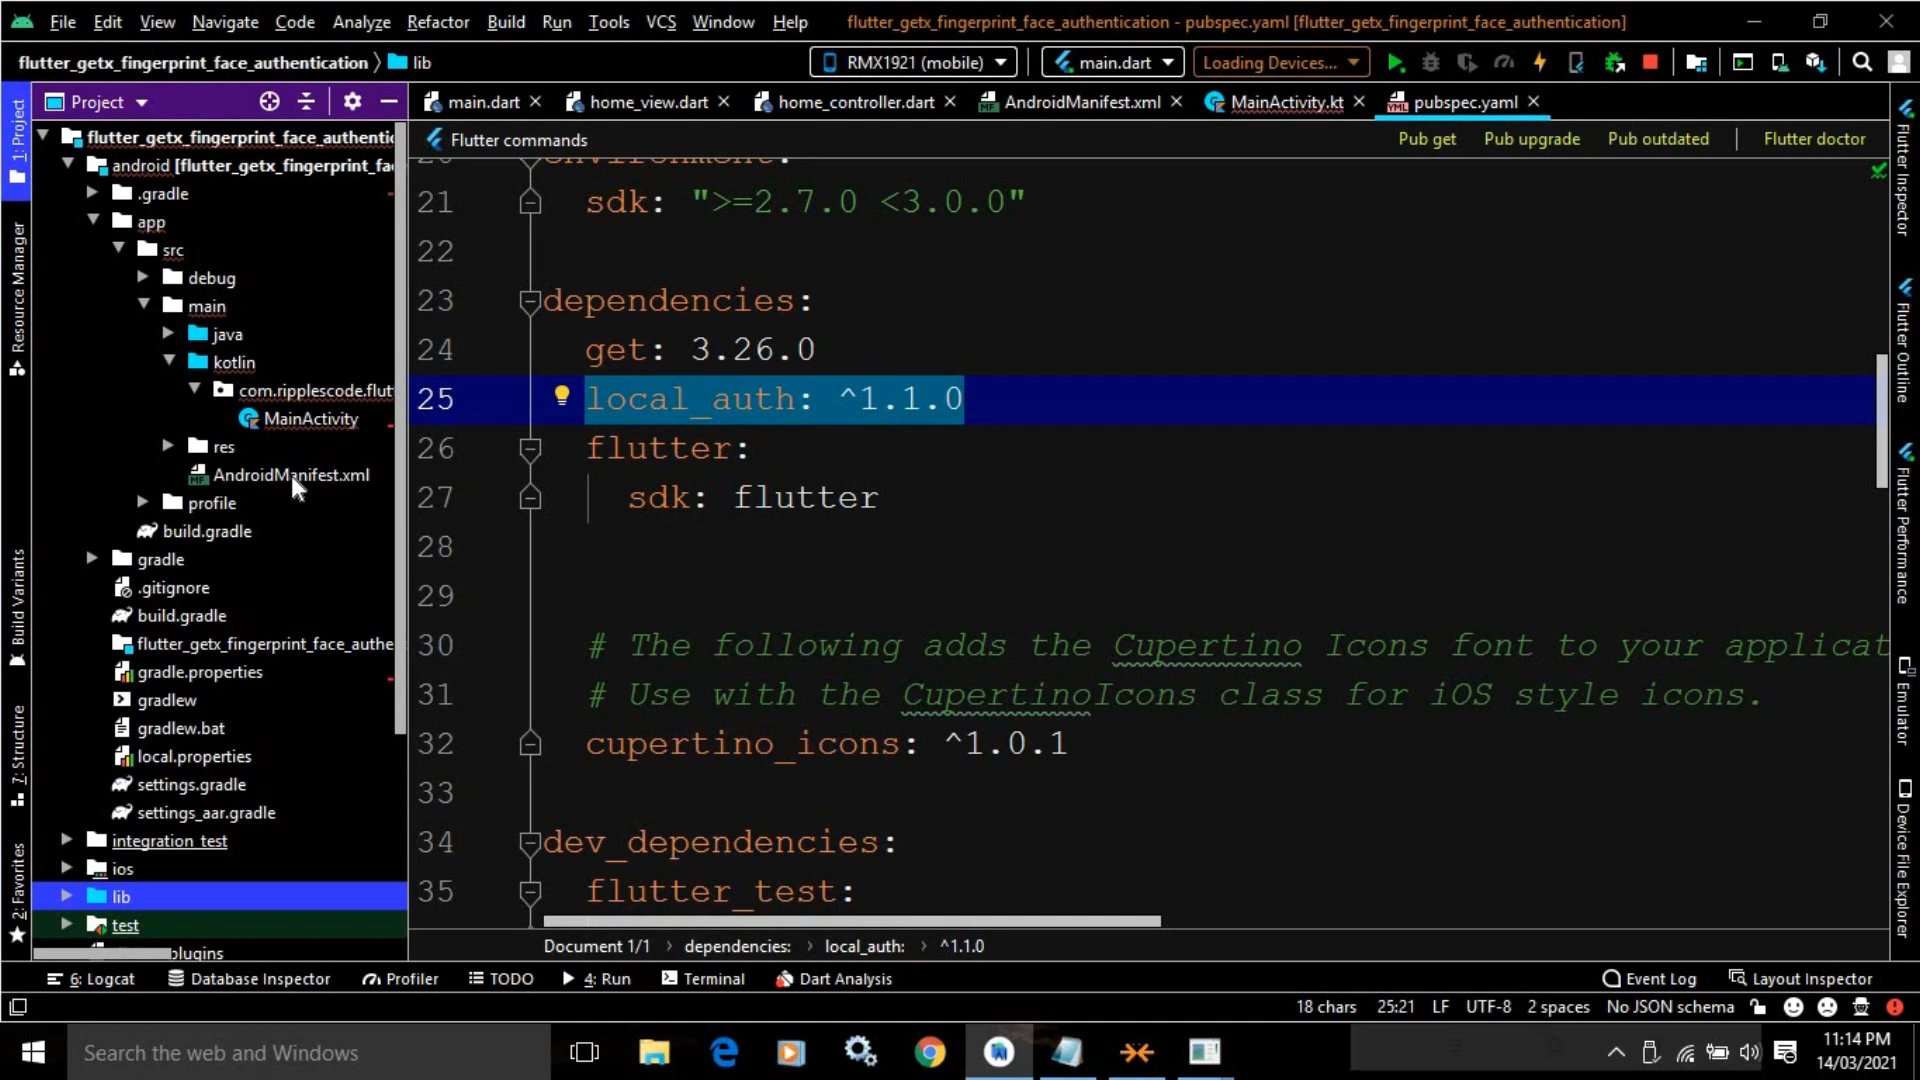 File Edit View Navigate Code Analyze Refactor Build Run Tools VCS Window Help flutter_getx_fingerprint_face_authentication - pubspec.yaml [flutter_getx_fingerprint_face_authentication]
flutter_getx_fingerprint_face_authentication lib RMX1921 (mobile) main.dart Loading Devices...
Project main.dart home_view.dart home_controller.dart AndroidManifest.xml MainActivity.kt pubspec.yaml
Flutter commands Pub get Pub upgrade Pub outdated Flutter doctor
1: Project
Resource Manager
Build Variants
7: Structure
2: Favorites
flutter_getx_fingerprint_face_authentic
android [flutter_getx_fingerprint_fa
.gradle
app
src
debug
main
java
kotlin
com.ripplescode.flut
MainActivity
res
AndroidManifest.xml
profile
build.gradle
gradle
.gitignore
build.gradle
flutter_getx_fingerprint_face_authe
gradle.properties
gradlew
gradlew.bat
local.properties
settings.gradle
settings_aar.gradle
integration_test
ios
lib
test
plugins
20 environment:
21 sdk: ">=2.7.0 <3.0.0"
22
23 dependencies:
24 get: 3.26.0
25 local_auth: ^1.1.0
26 flutter:
27 sdk: flutter
28
29
30 # The following adds the Cupertino Icons font to your applicat
31 # Use with the CupertinoIcons class for iOS style icons.
32 cupertino_icons: ^1.0.1
33
34 dev_dependencies:
35 flutter_test:
Document 1/1 dependencies: local_auth: ^1.1.0
Flutter Inspector
Flutter Outline
Flutter Performance
Emulator
Device File Explorer
6: Logcat Database Inspector Profiler TODO 4: Run Terminal Dart Analysis Event Log Layout Inspector
18 chars 25:21 LF UTF-8 2 spaces No JSON schema
Search the web and Windows
11:14 PM
14/03/2021